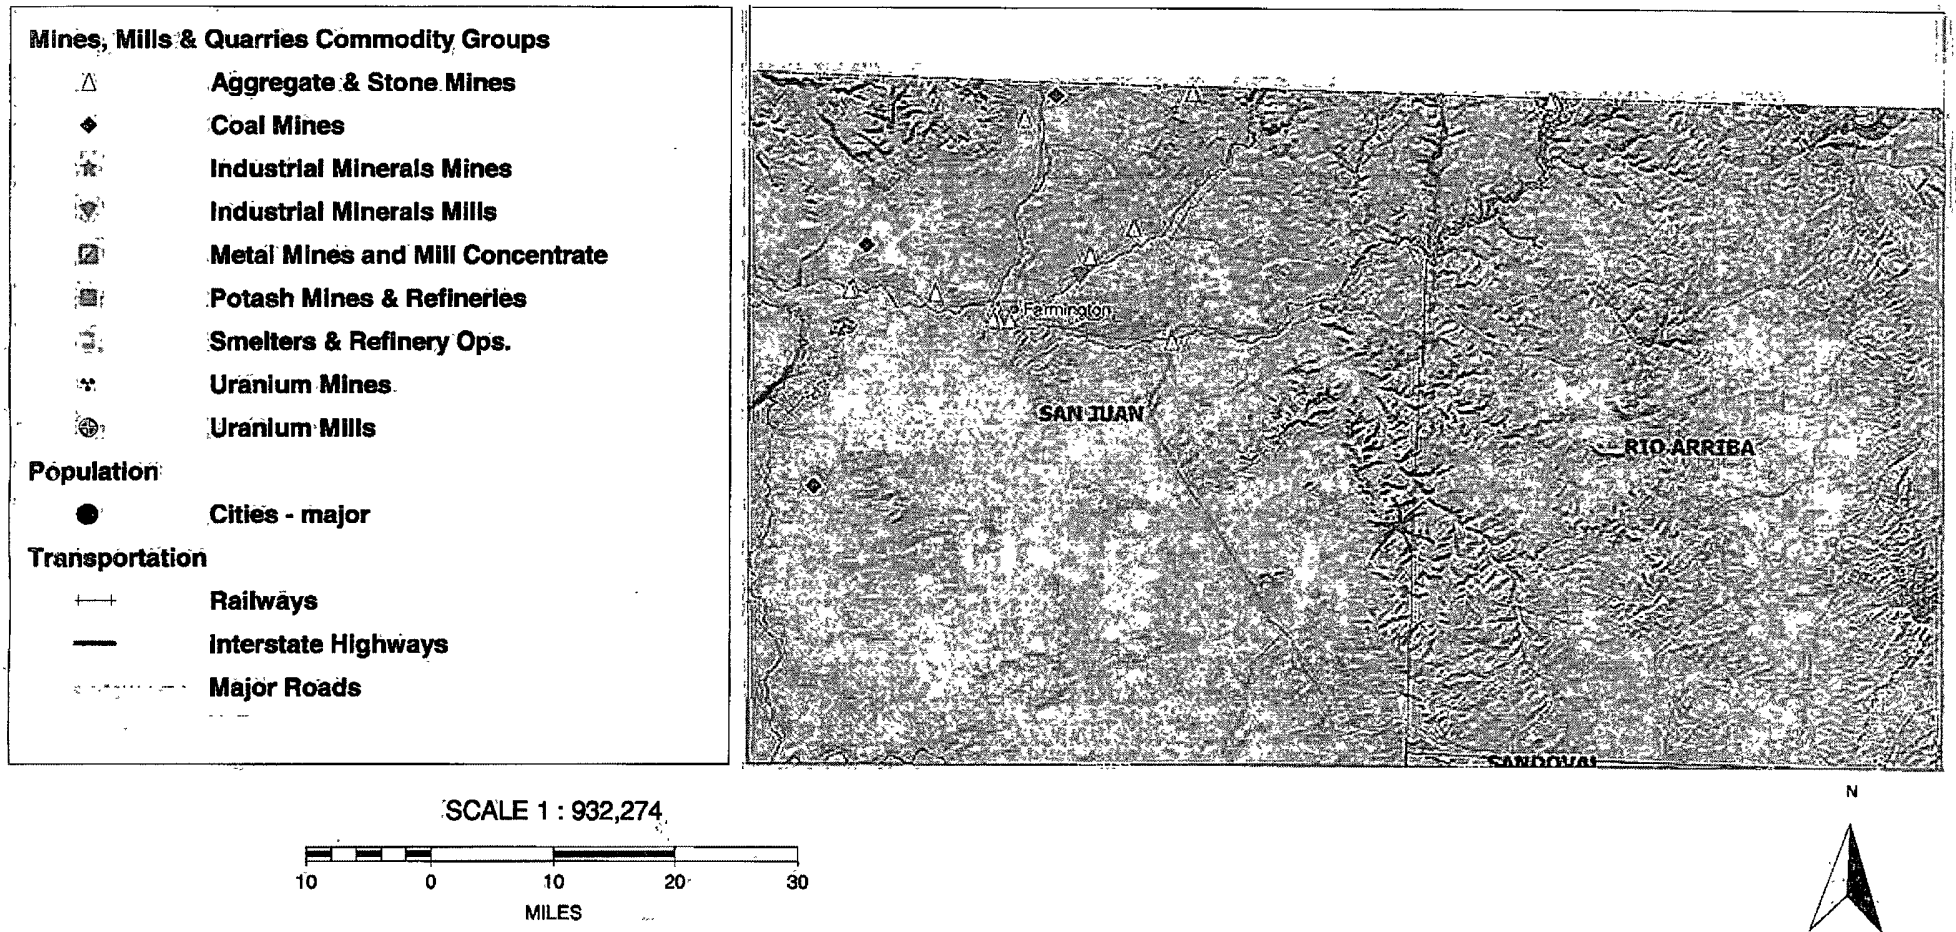 Mines, Mills & Quarries Commodity Groups
Aggregate & Stone Mines
Coal Mines
Industrial Minerals Mines
Industrial Minerals Mills
Metal Mines and Mill Concentrate
Potash Mines & Refineries
Smelters & Refinery Ops.
Uranium Mines
Uranium Mills
Population
Cities - major
Transportation
Railways
Interstate Highways
Major Roads
Farmington
SAN JUAN
RIO ARRIBA
SANDOVAL
SCALE 1 : 932,274
10 0 10 20 30
MILES
N